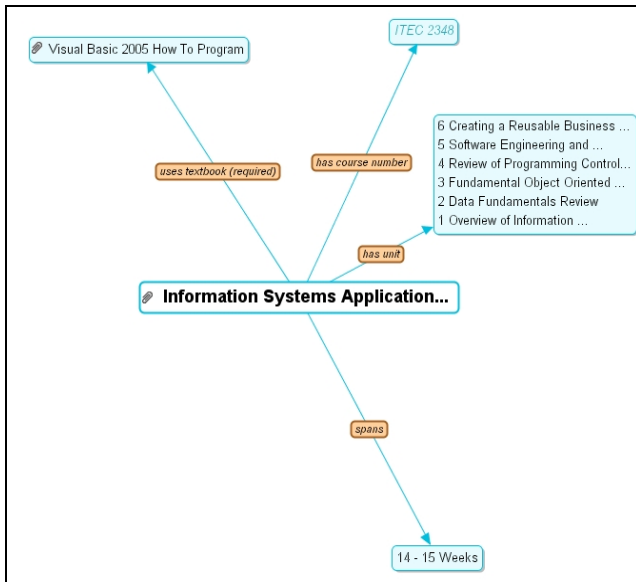 ITEC 2348
Visual Basic 2005 How To Program
6 Creating a Reusable Business ...
5 Software Engineering and ...
4 Review of Programming Control...
3 Fundamental Object Oriented ...
2 Data Fundamentals Review
1 Overview of Information ...
uses textbook (required)
has course number
has unit
Information Systems Application...
spans
14 - 15 Weeks